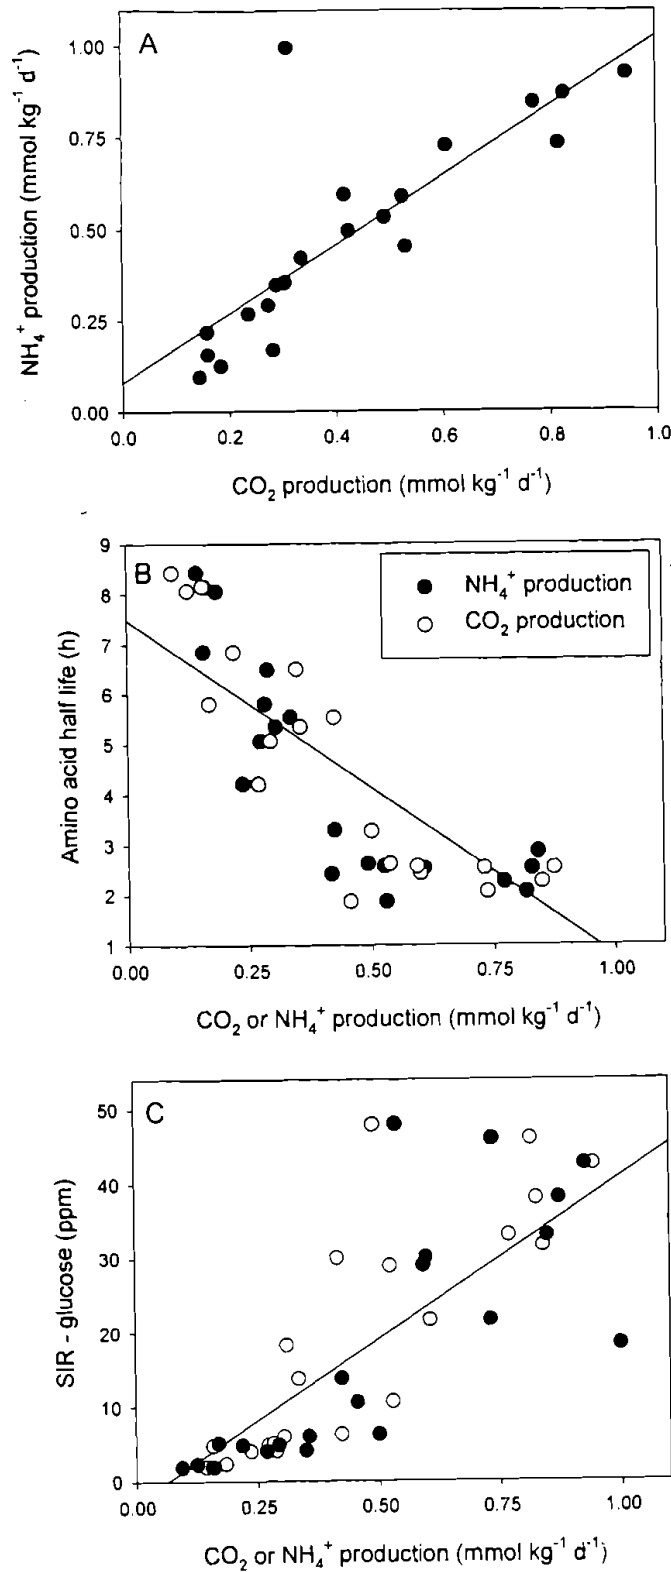 A
1.00
0.75
0.50
0.25
0.00
NH₄⁺ production (mmol kg⁻¹ d⁻¹)
0.0 0.2 0.4 0.6 0.8 1.0
CO₂ production (mmol kg⁻¹ d⁻¹)
B
9
8
7
6
5
4
3
2
1
Amino acid half life (h)
NH₄⁺ production
CO₂ production
0.00 0.25 0.50 0.75 1.00
CO₂ or NH₄⁺ production (mmol kg⁻¹ d⁻¹)
C
50
40
30
20
10
0
SIR - glucose (ppm)
0.00 0.25 0.50 0.75 1.00
CO₂ or NH₄⁺ production (mmol kg⁻¹ d⁻¹)